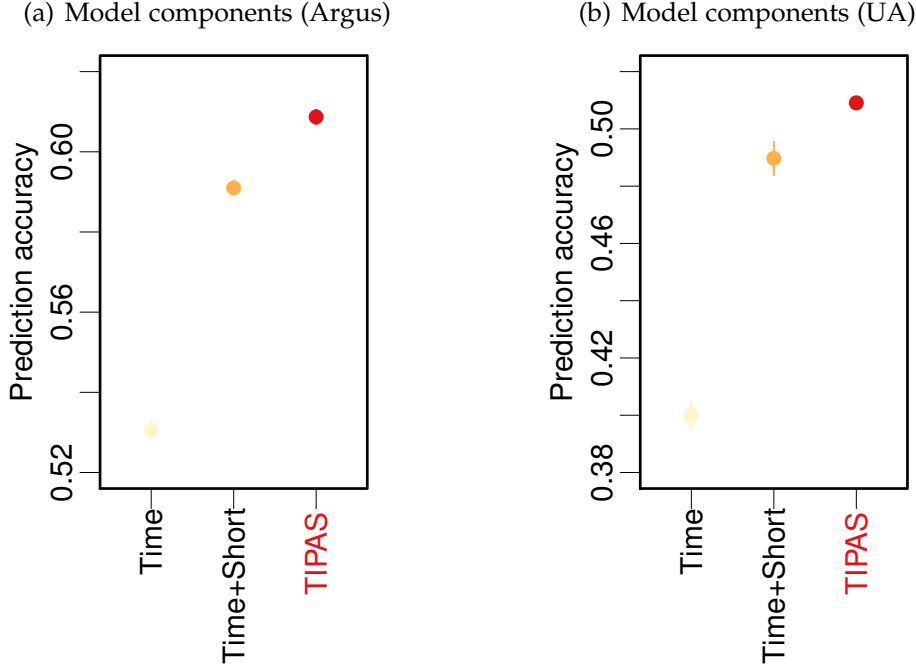 (a) Model components (Argus)
Prediction accuracy
0.60
0.56
0.52
Time
Time+Short
TIPAS
(b) Model components (UA)
Prediction accuracy
0.50
0.46
0.42
0.38
Time
Time+Short
TIPAS